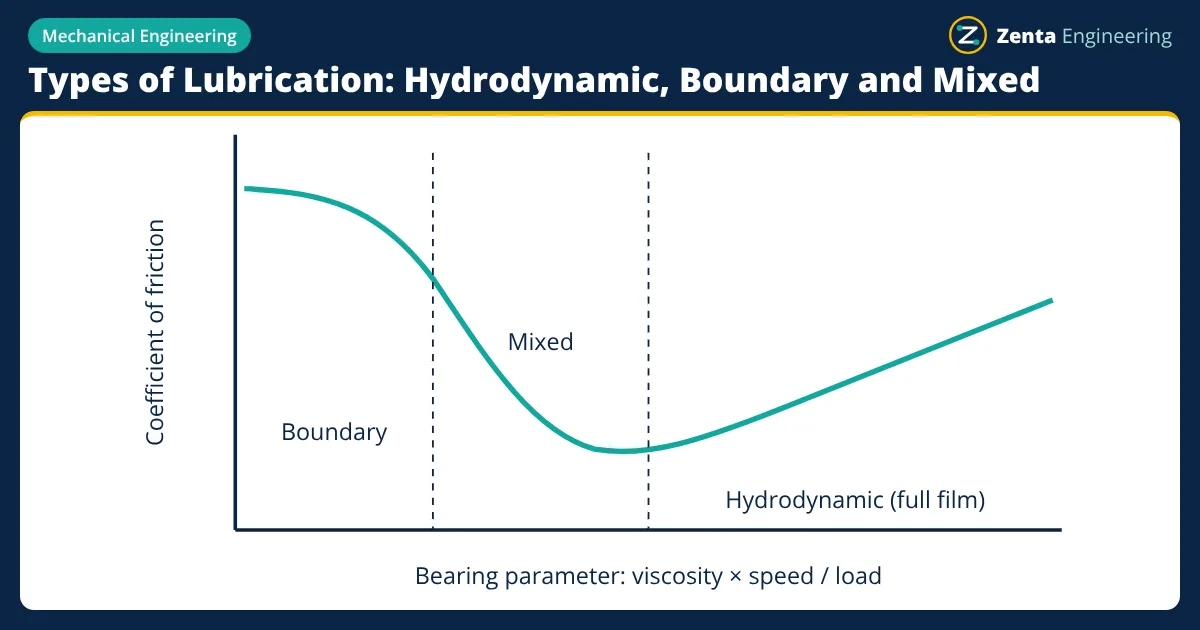 Mechanical Engineering
Zenta Engineering
Types of Lubrication: Hydrodynamic, Boundary and Mixed
Coefficient of friction
Mixed
Boundary
Hydrodynamic (full film)
Bearing parameter: viscosity × speed / load